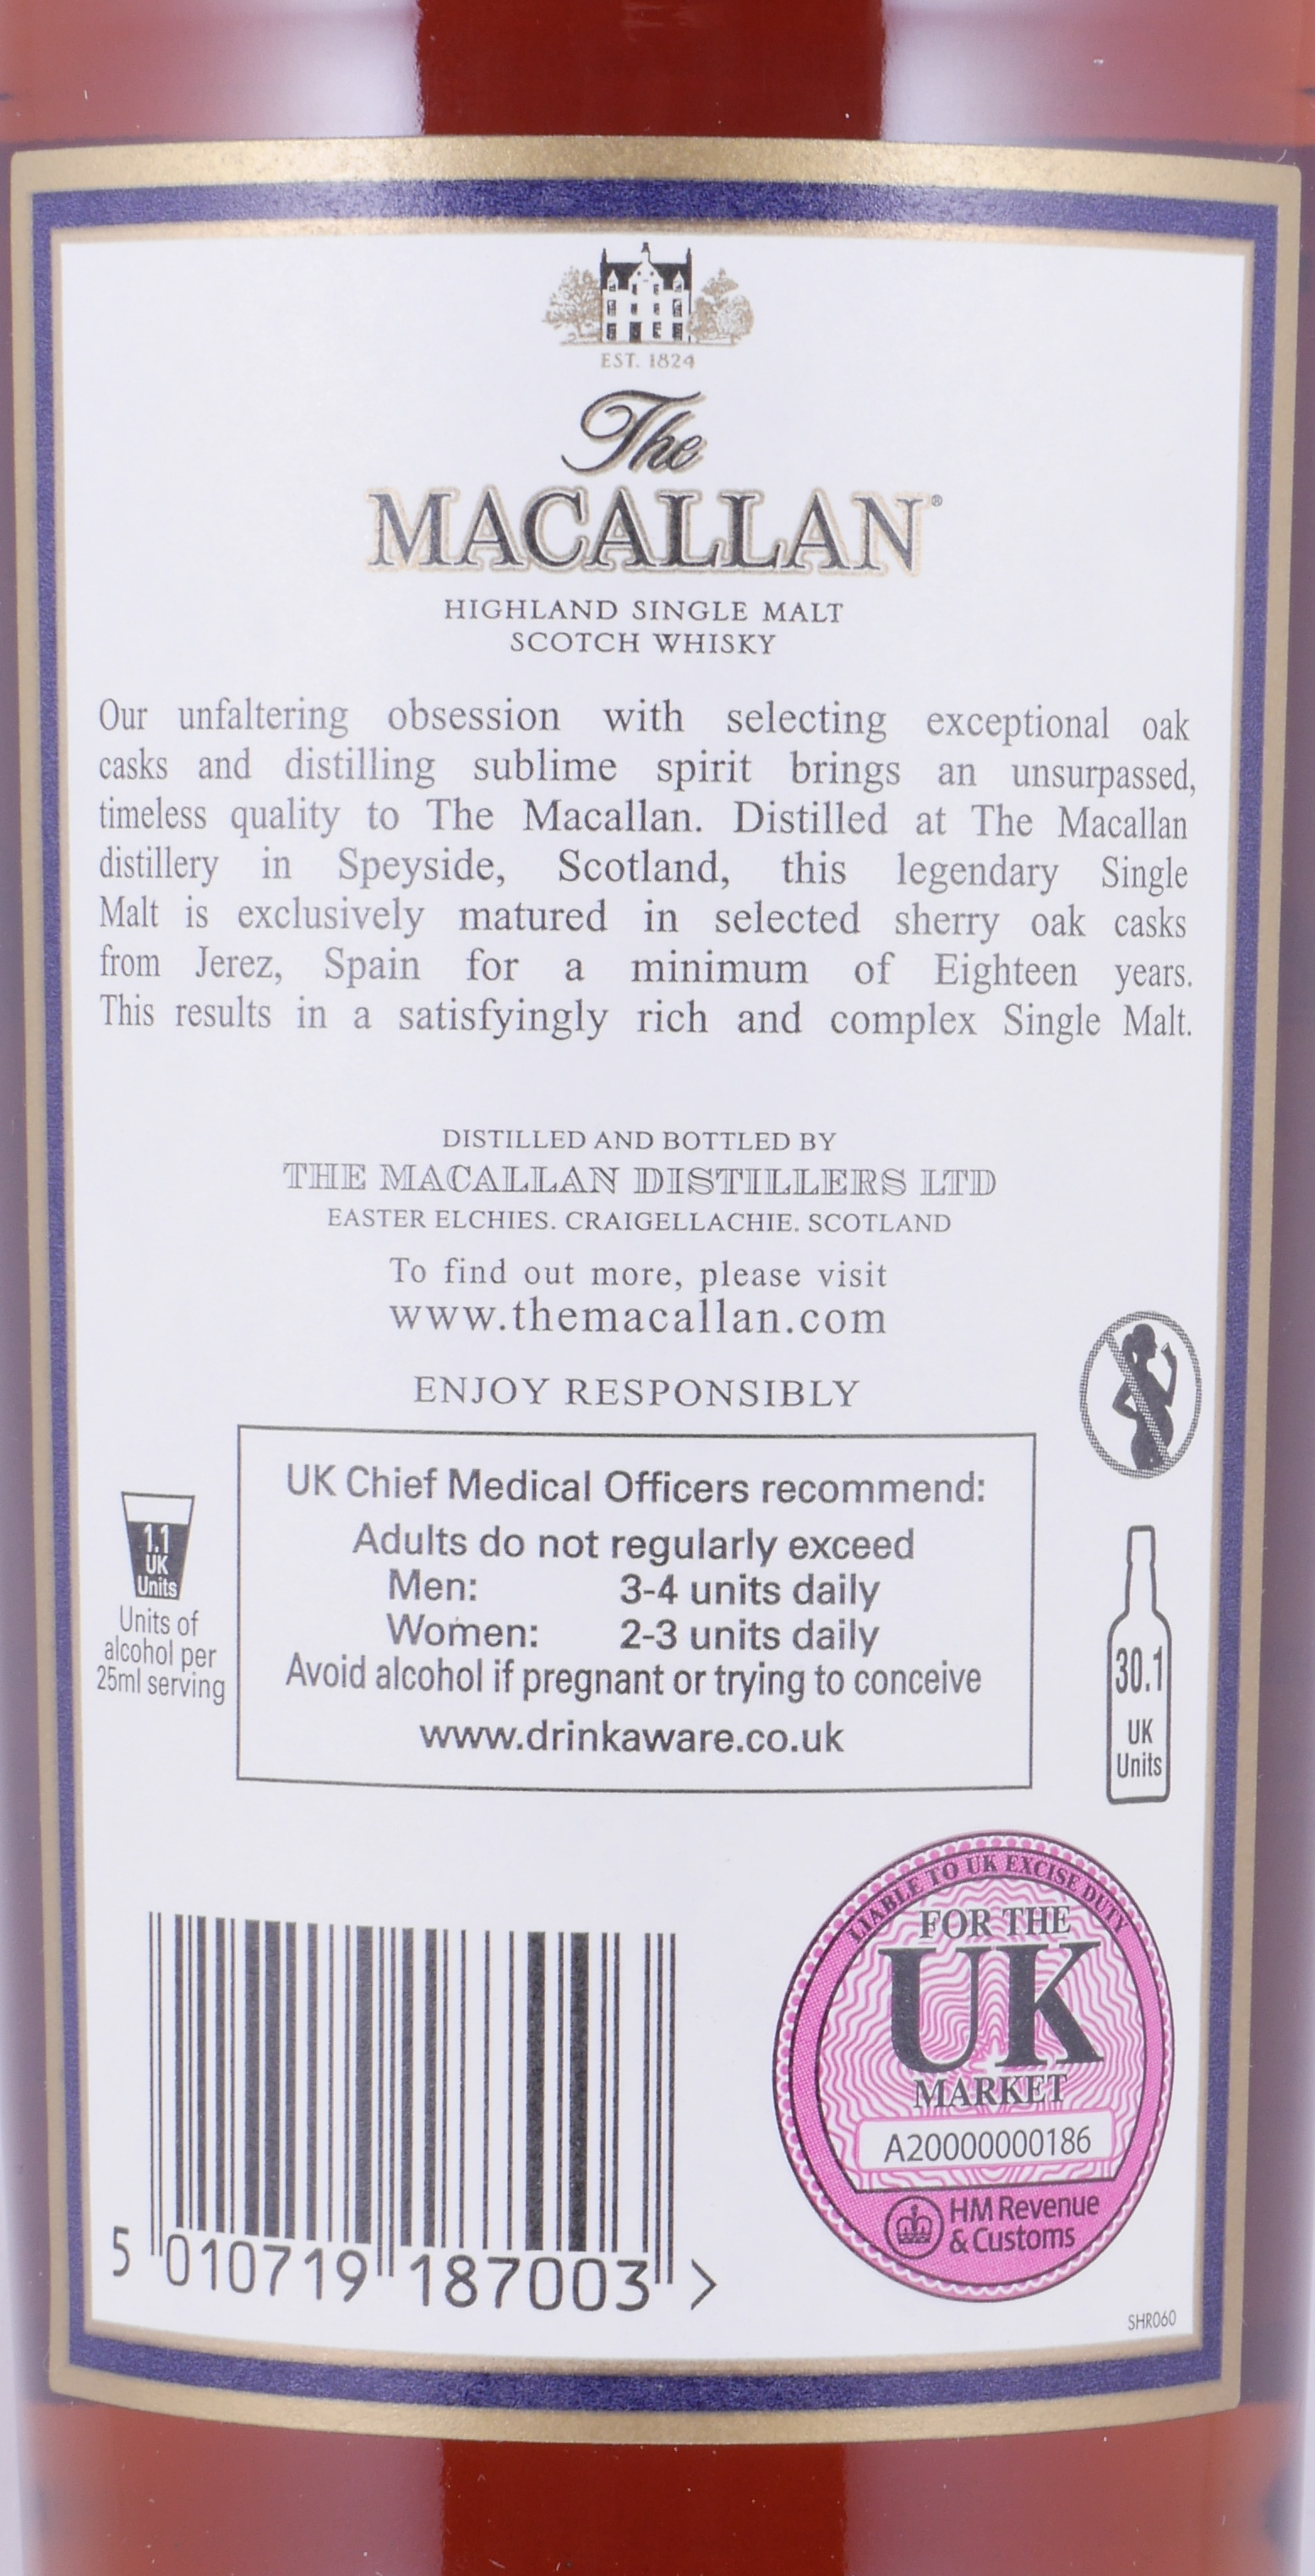 EST. 1824
The
MACALLAN®
HIGHLAND SINGLE MALT
SCOTCH WHISKY
Our unfaltering obsession with selecting exceptional oak
casks and distilling sublime spirit brings an unsurpassed,
timeless quality to The Macallan. Distilled at The Macallan
distillery in Speyside, Scotland, this legendary Single
Malt is exclusively matured in selected sherry oak casks
from Jerez, Spain for a minimum of Eighteen years.
This results in a satisfyingly rich and complex Single Malt.
DISTILLED AND BOTTLED BY
THE MACALLAN DISTILLERS LTD
EASTER ELCHIES. CRAIGELLACHIE. SCOTLAND
To find out more, please visit
www.themacallan.com
ENJOY RESPONSIBLY
1.1
UK
Units
Units of
alcohol per
25ml serving
UK Chief Medical Officers recommend:
Adults do not regularly exceed
Men: 3-4 units daily
Women: 2-3 units daily
Avoid alcohol if pregnant or trying to conceive
www.drinkaware.co.uk
30.1
UK
Units
LIABLE TO UK EXCISE DUTY
FOR THE
UK
MARKET
A20000000186
HM Revenue
& Customs
5 010719 187003 >
SHR060